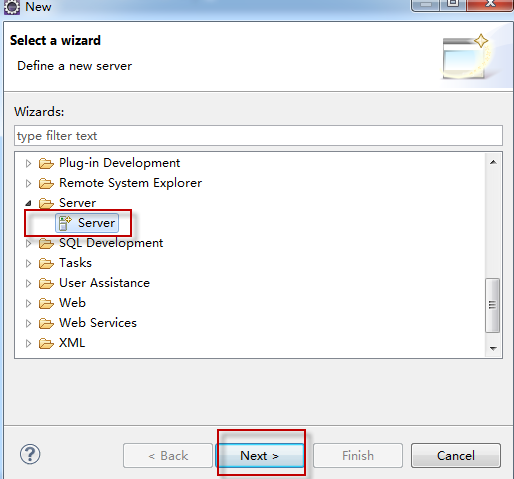 New
Select a wizard
Define a new server
Wizards:
type filter text
Plug-in Development
Remote System Explorer
Server
Server
SQL Development
Tasks
User Assistance
Web
Web Services
XML
?
< Back
Next >
Finish
Cancel